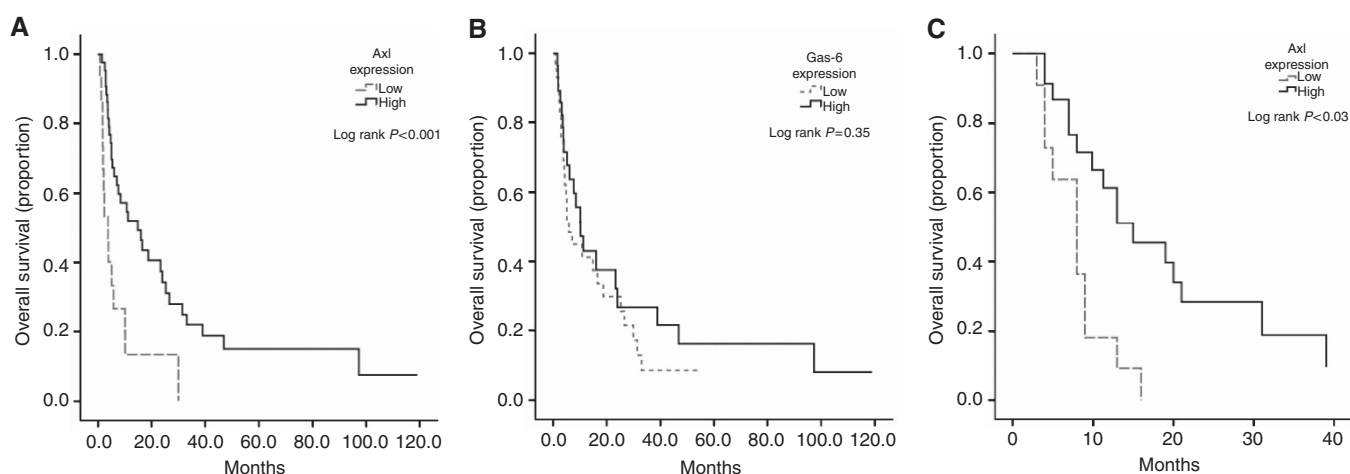 A
Axl
expression
Low
High
Log rank P<0.001
1.0
0.8
0.6
0.4
0.2
0.0
Overall survival (proportion)
0.0 20.0 40.0 60.0 80.0 100.0 120.0
Months
B
Gas-6
expression
Low
High
Log rank P=0.35
1.0
0.8
0.6
0.4
0.2
0.0
Overall survival (proportion)
0.0 20.0 40.0 60.0 80.0 100.0 120.0
Months
C
Axl
expression
Low
High
Log rank P<0.03
1.0
0.8
0.6
0.4
0.2
0.0
Overall survival (proportion)
0 10 20 30 40
Months